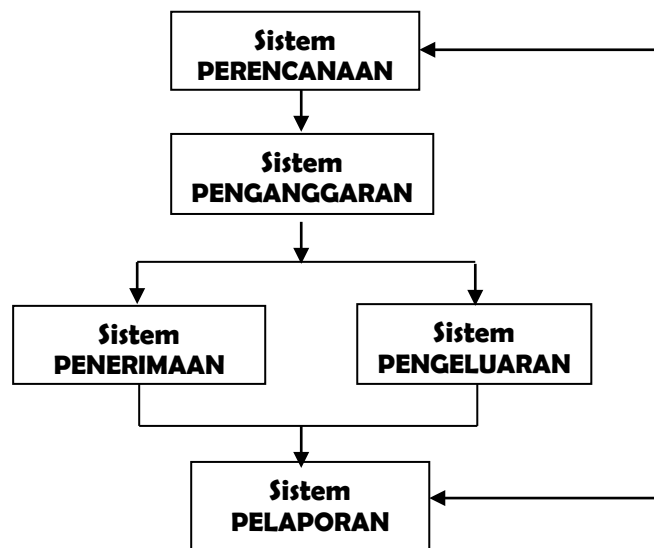 Sistem
PERENCANAAN
Sistem
PENGANGGARAN
Sistem
PENERIMAAN
Sistem
PENGELUARAN
Sistem
PELAPORAN